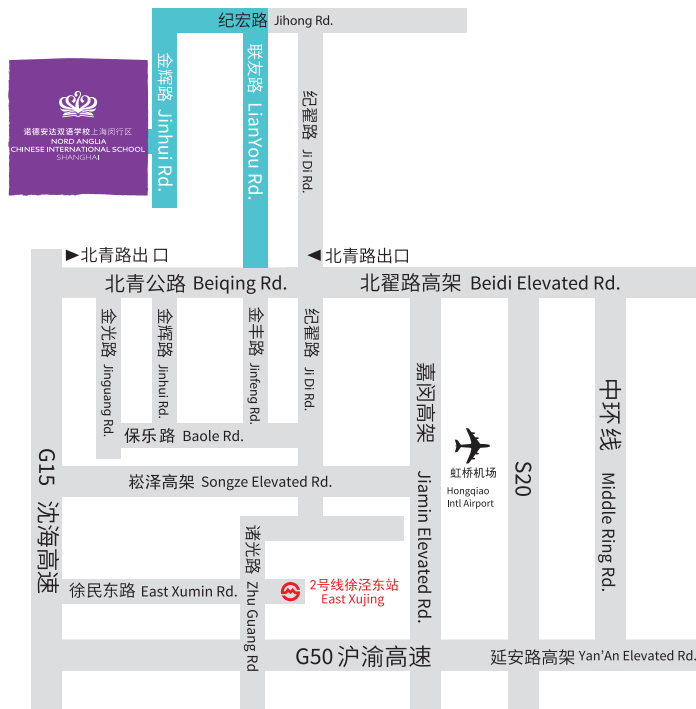 纪宏路 Jihong Rd.
金辉路 Jinhui Rd.
联友路 LianYou Rd.
纪翟路 Ji Di Rd.
诺德安达双语学校上海闵行区
NORD ANGLIA
CHINESE INTERNATIONAL SCHOOL
SHANGHAI
北青路出口
北青路出口
北青公路 Beiqing Rd.
北翟路高架 Beidi Elevated Rd.
金光路 Jinguang Rd.
金辉路 Jinhui Rd.
金丰路 Jinfeng Rd.
纪翟路 Ji Di Rd.
嘉闵高架 Jiamin Elevated Rd.
中环线 Middle Ring Rd.
保乐路 Baole Rd.
G15 沈海高速
崧泽高架 Songze Elevated Rd.
虹桥机场
Hongqiao
Intl Airport
S20
诸光路 Zhu Guang Rd
徐民东路 East Xumin Rd.
2号线徐泾东站
East Xujing
G50 沪渝高速
延安路高架 Yan'An Elevated Rd.